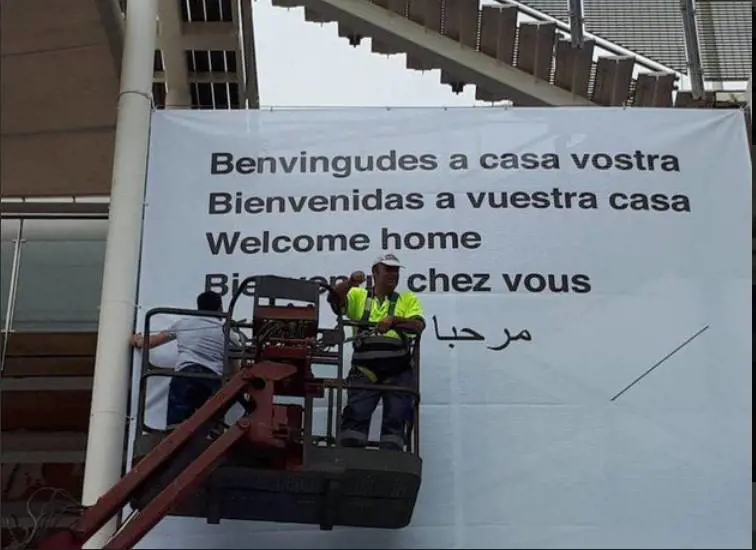 Benvingudes a casa vostra
Bienvenidas a vuestra casa
Welcome home
chez vous
مرحبا